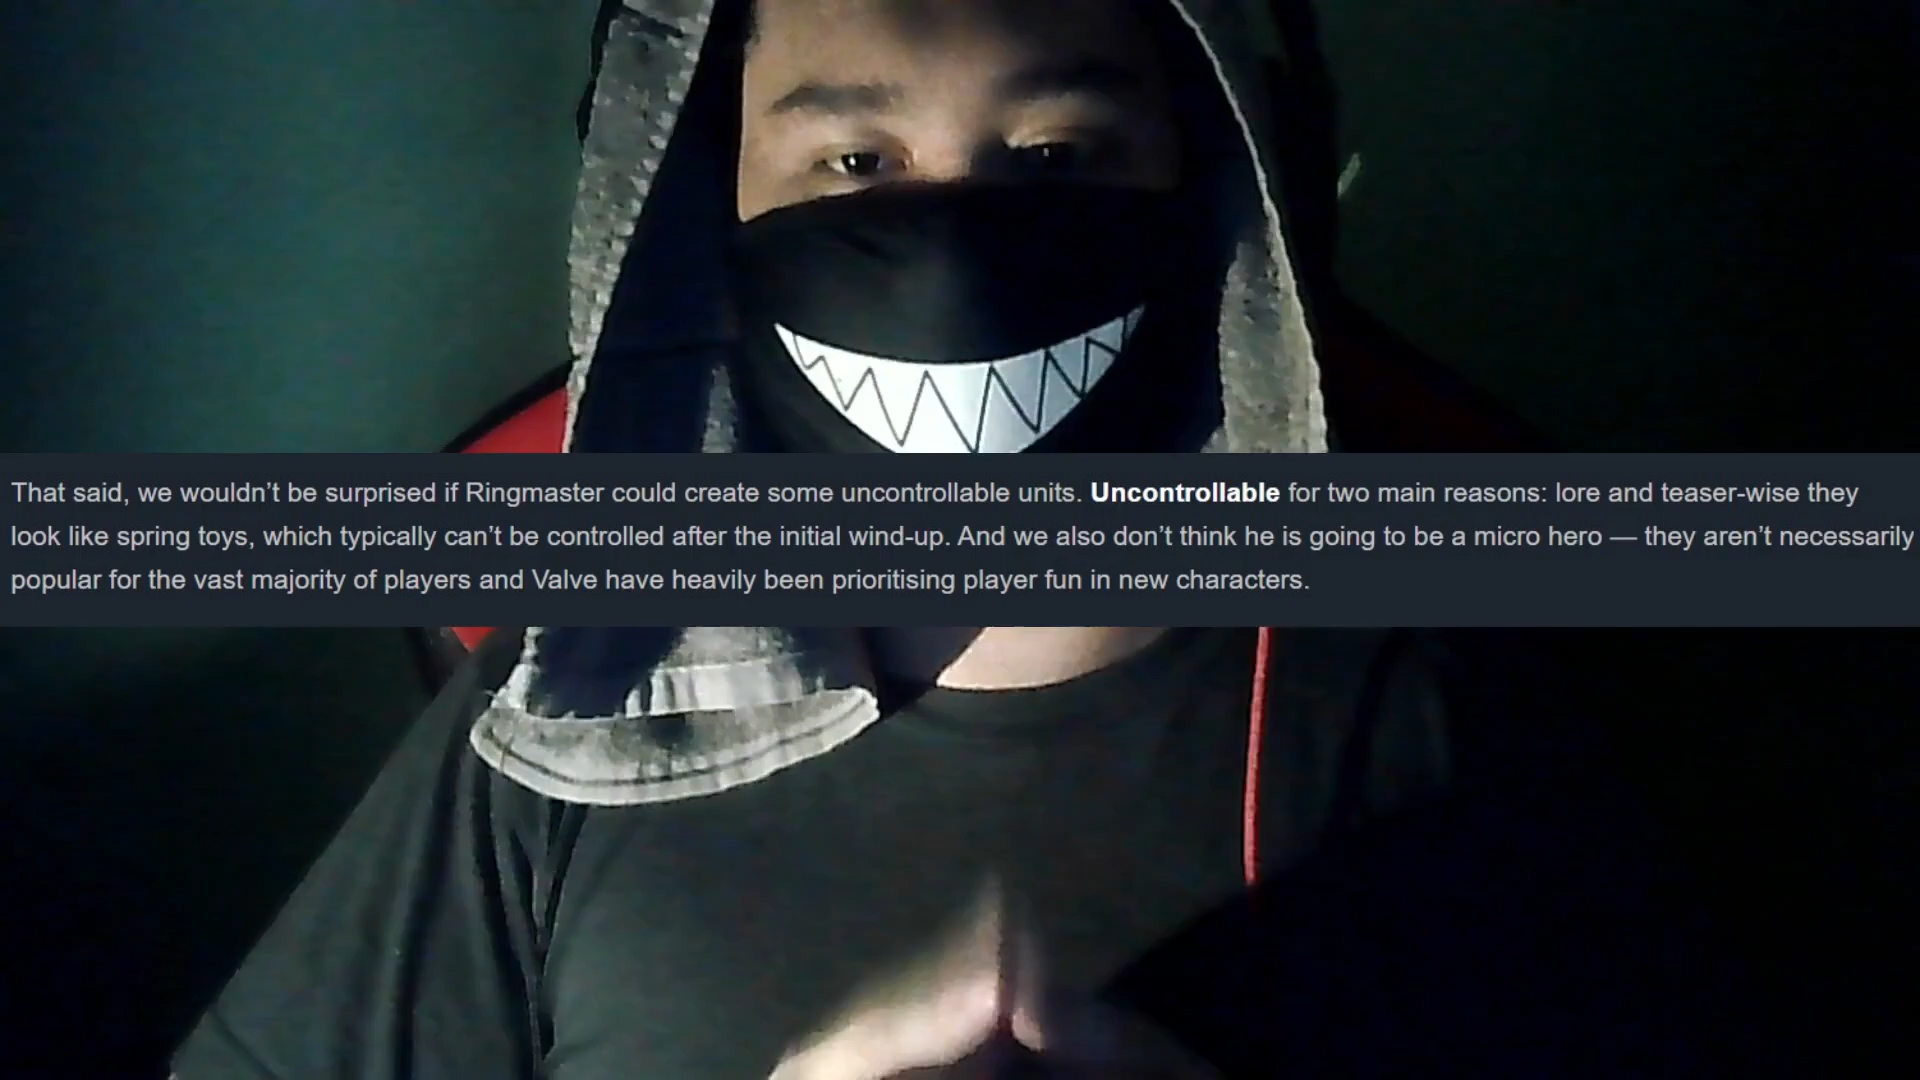 That said, we wouldn’t be surprised if Ringmaster could create some uncontrollable units. Uncontrollable for two main reasons: lore and teaser-wise they
look like spring toys, which typically can’t be controlled after the initial wind-up. And we also don’t think he is going to be a micro hero — they aren’t necessarily
popular for the vast majority of players and Valve have heavily been prioritising player fun in new characters.